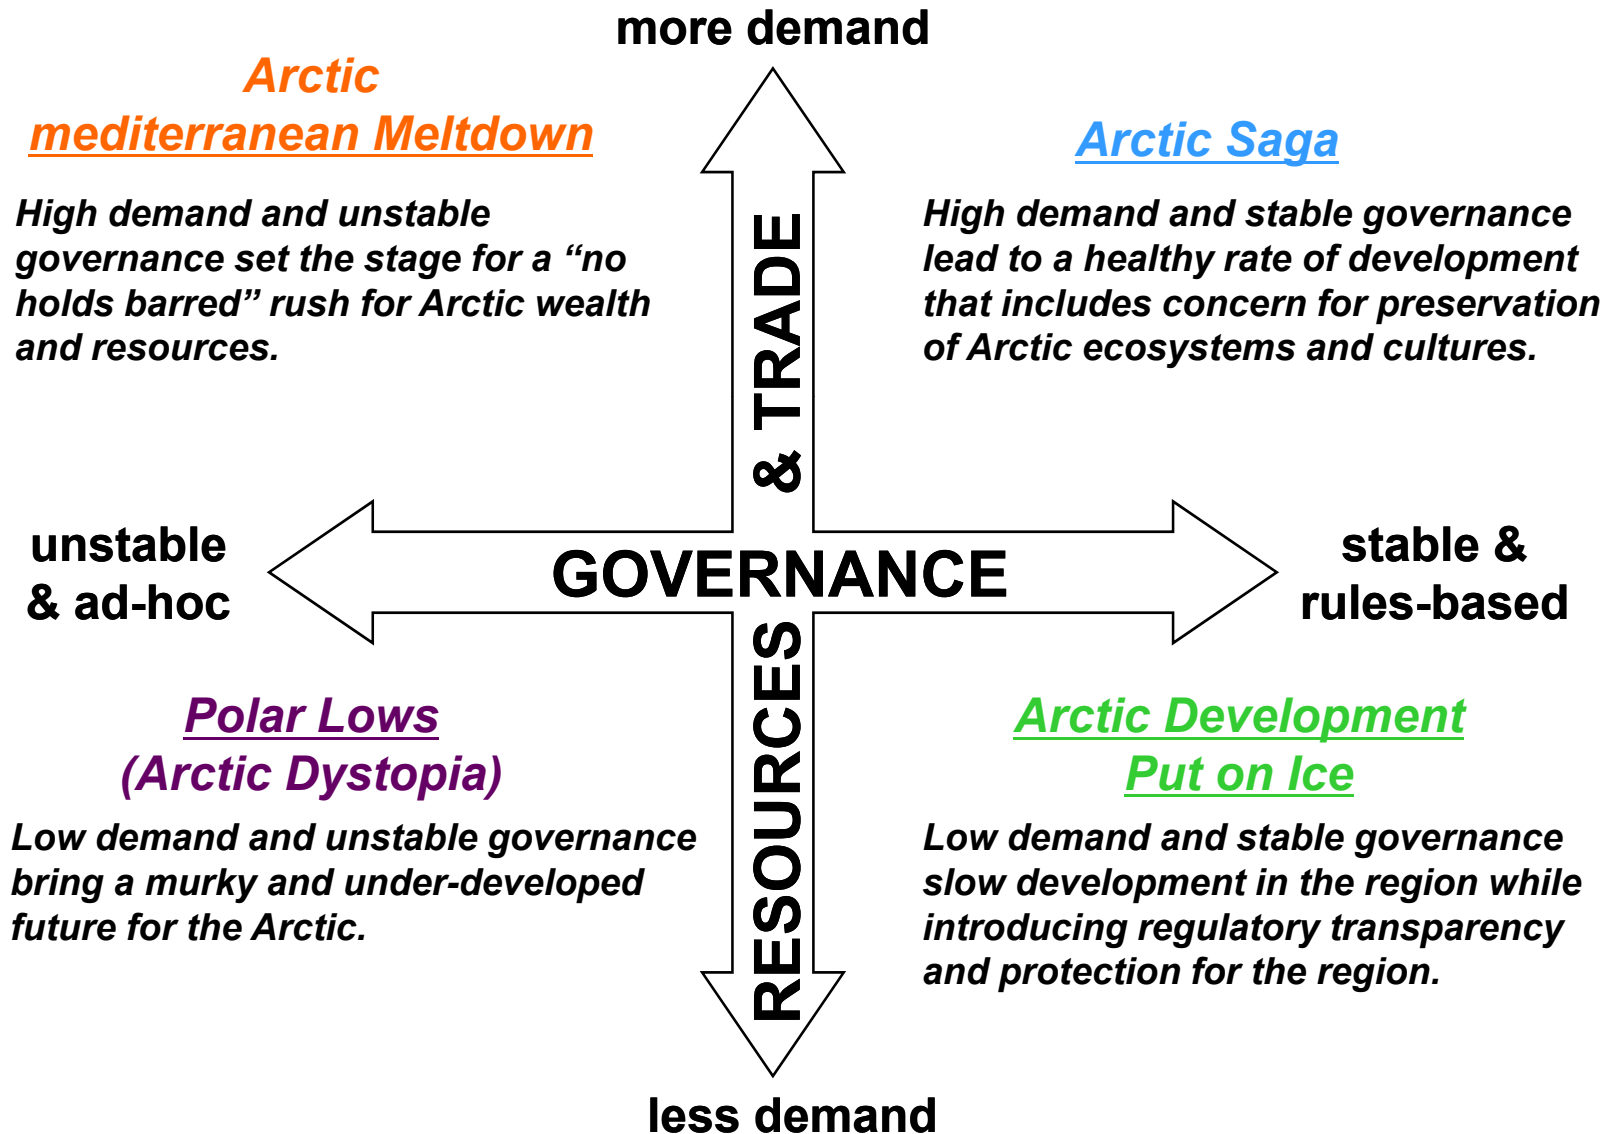 more demand
Arctic
mediterranean Meltdown
High demand and unstable
governance set the stage for a “no
holds barred” rush for Arctic wealth
and resources.
Arctic Saga
High demand and stable governance
lead to a healthy rate of development
that includes concern for preservation
of Arctic ecosystems and cultures.
RESOURCES & TRADE
unstable
& ad-hoc
GOVERNANCE
stable &
rules-based
Polar Lows
(Arctic Dystopia)
Low demand and unstable governance
bring a murky and under-developed
future for the Arctic.
Arctic Development
Put on Ice
Low demand and stable governance
slow development in the region while
introducing regulatory transparency
and protection for the region.
less demand